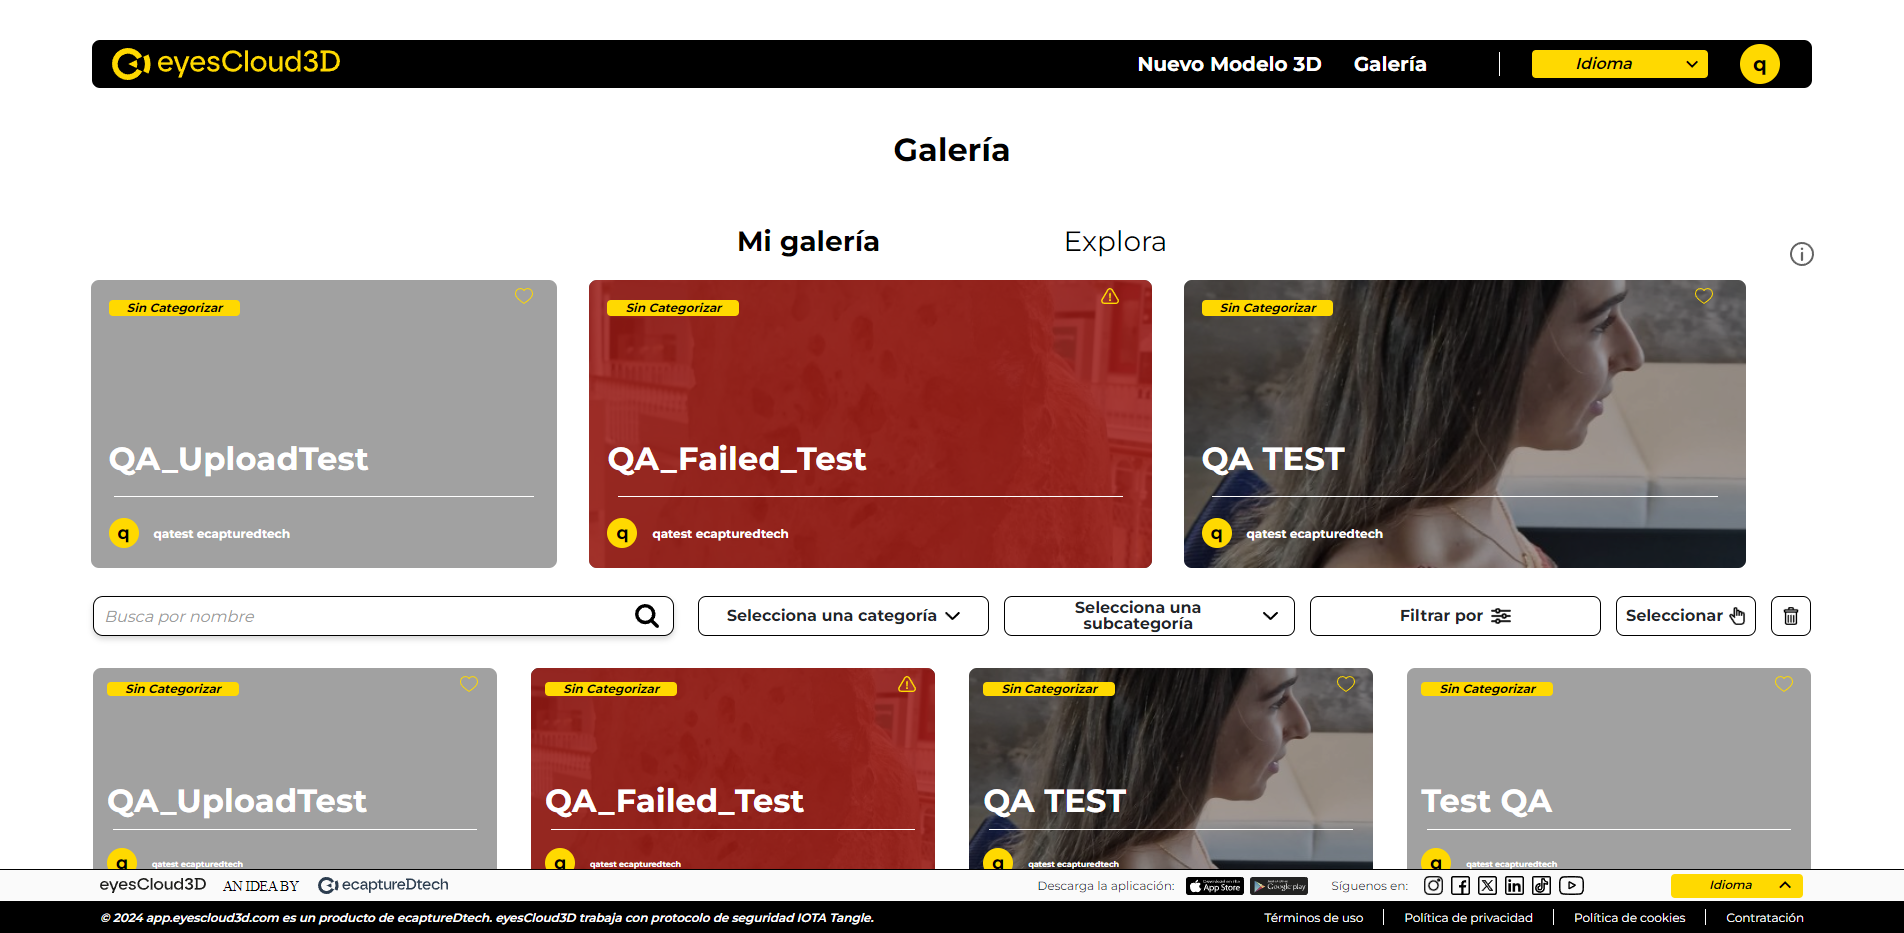 eyesCloud3D
Nuevo Modelo 3D
Galería
Idioma
q
Galería
Mi galería
Explora
Sin Categorizar
QA_UploadTest
q
qatest ecapturedtech
Sin Categorizar
QA_Failed_Test
q
qatest ecapturedtech
Sin Categorizar
QA TEST
q
qatest ecapturedtech
Busca por nombre
Selecciona una categoría
Selecciona una
subcategoría
Filtrar por
Seleccionar
Sin Categorizar
QA_UploadTest
q
qatest ecapturedtech
Sin Categorizar
QA_Failed_Test
q
qatest ecapturedtech
Sin Categorizar
QA TEST
q
qatest ecapturedtech
Sin Categorizar
Test QA
q
qatest ecapturedtech
eyesCloud3D AN IDEA BY ecaptureDtech
Descarga la aplicación:
App Store
Google play
Síguenos en:
Idioma
© 2024 app.eyescloud3d.com es un producto de ecaptureDtech. eyesCloud3D trabaja con protocolo de seguridad IOTA Tangle.
Términos de uso
Política de privacidad
Política de cookies
Contratación